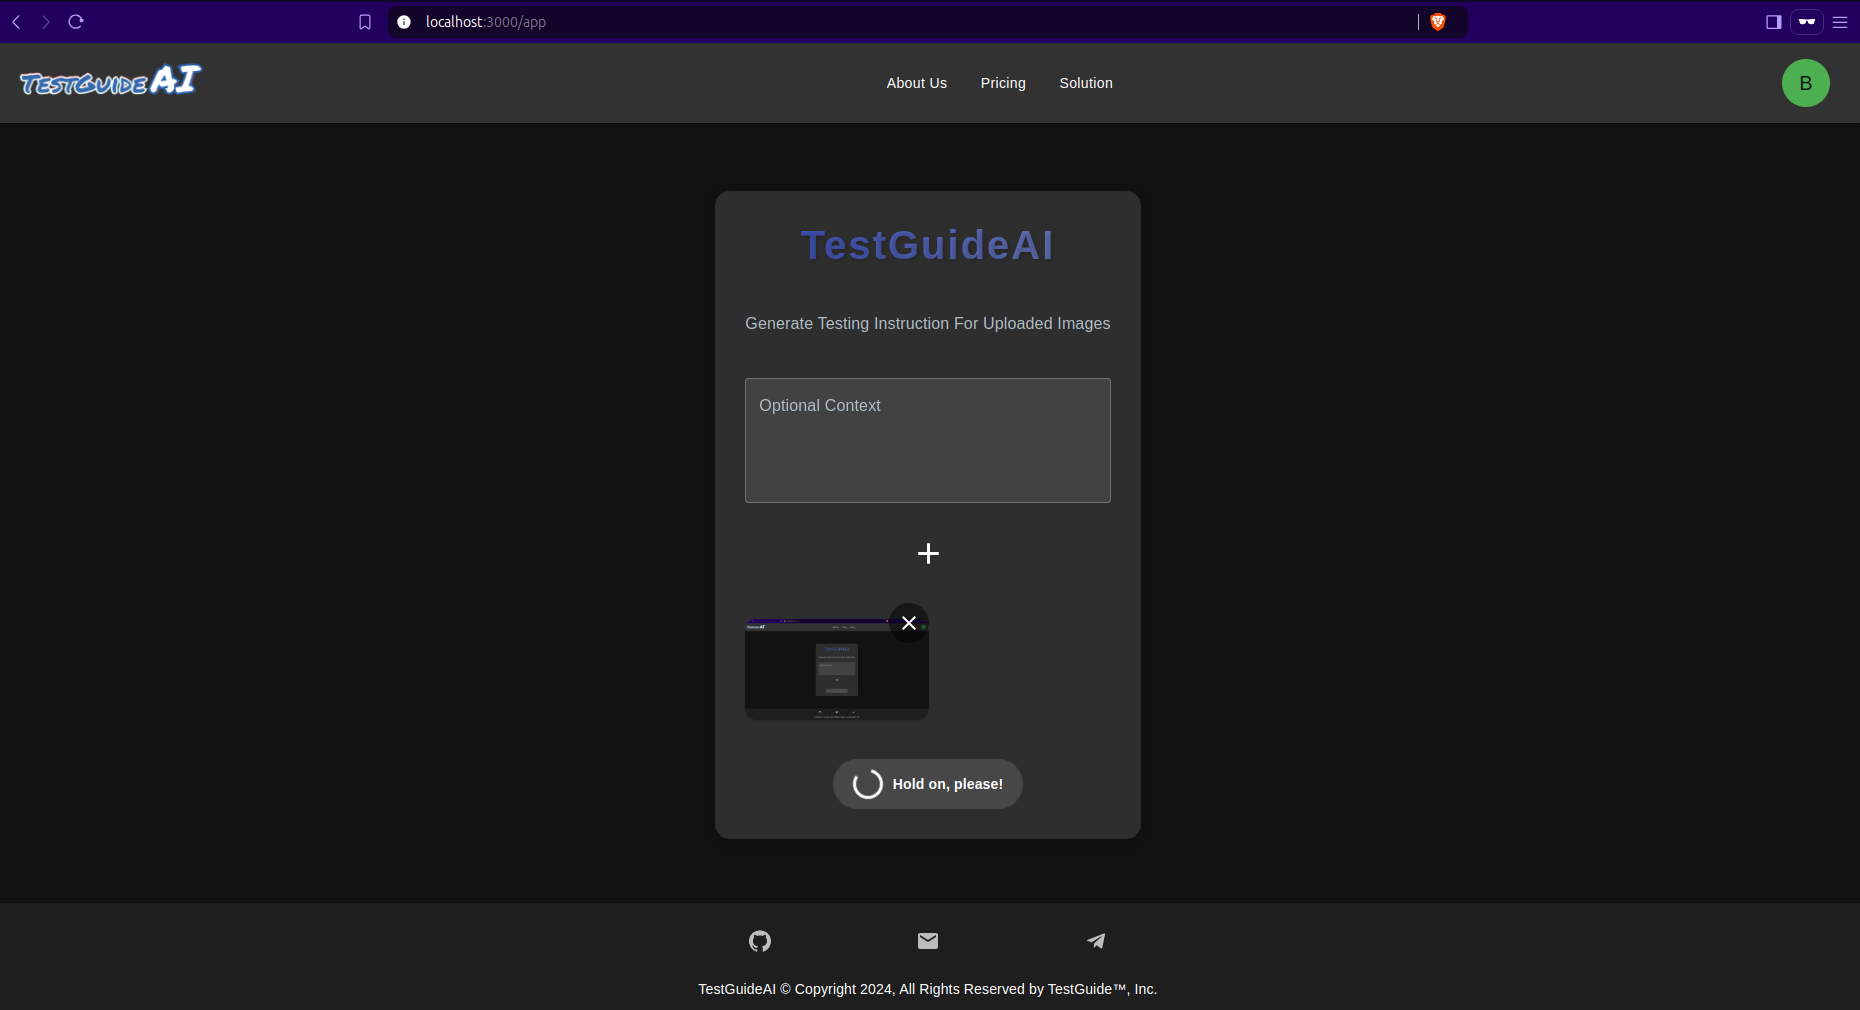 localhost:3000/app
TestGuide AI
About Us Pricing Solution
B
TestGuideAI
Generate Testing Instruction For Uploaded Images
Optional Context
Hold on, please!
TestGuideAI © Copyright 2024, All Rights Reserved by TestGuide™, Inc.